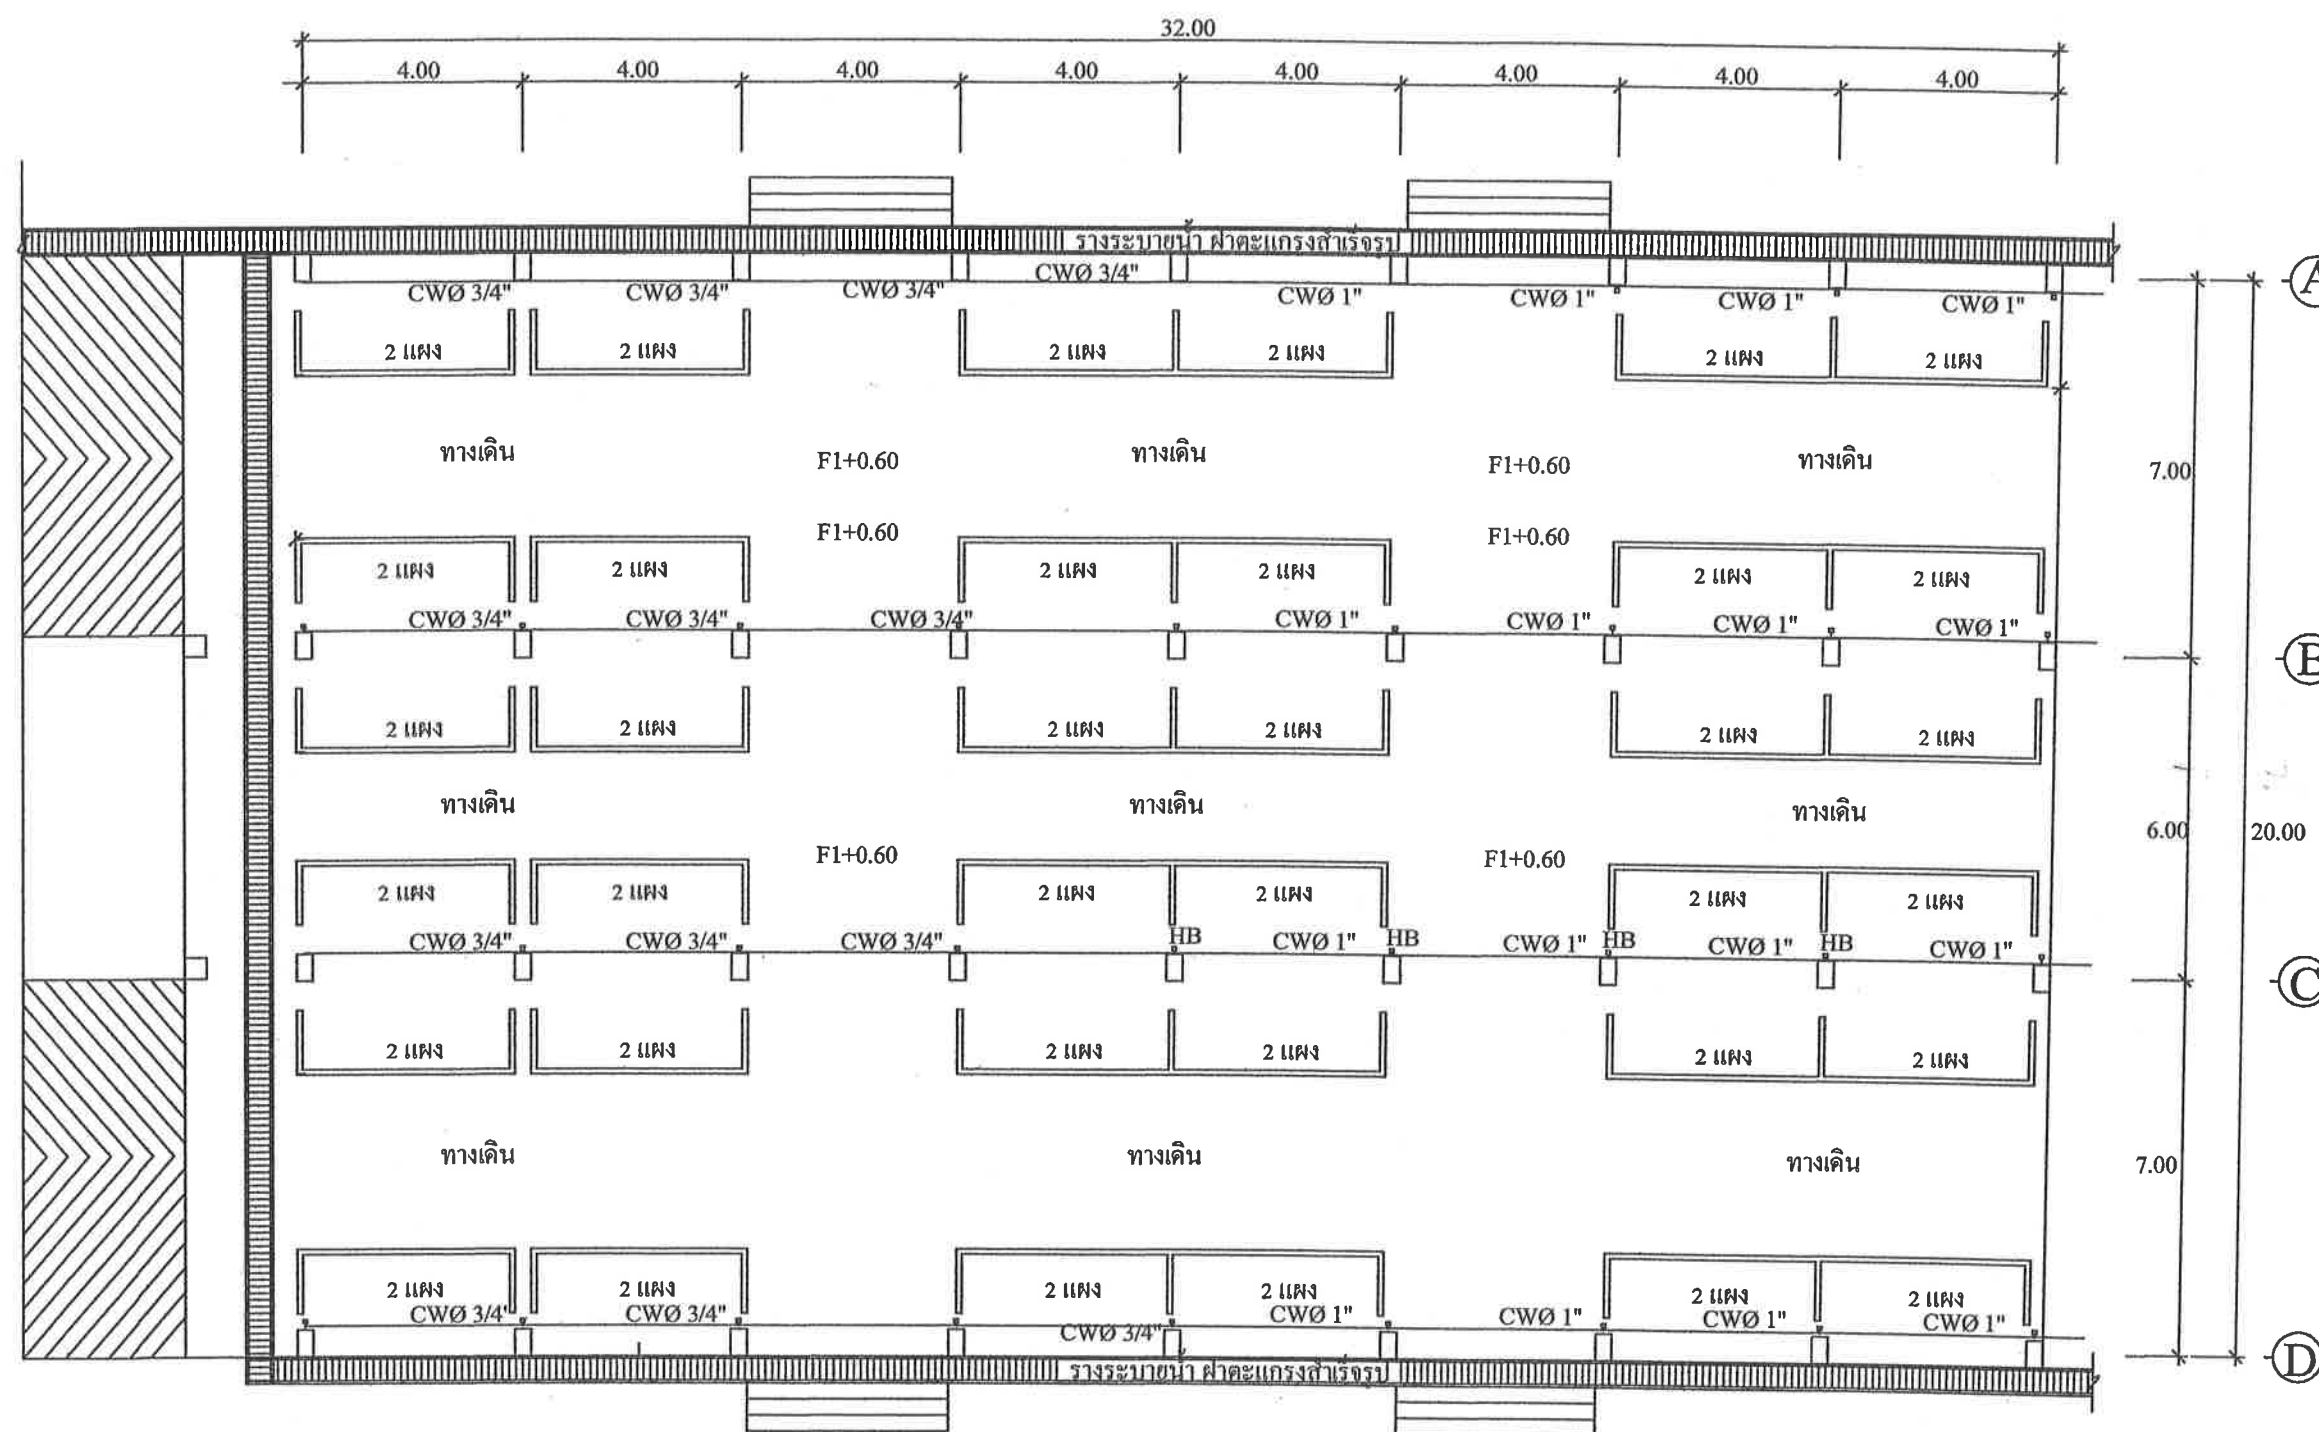 32.00
4.00 4.00 4.00 4.00 4.00 4.00 4.00 4.00
รางระบายน้ำ ฝาตะแกรงสำเร็จรูป
CWØ 3/4" CWØ 3/4" CWØ 3/4" CWØ 3/4" CWØ 1" CWØ 1" CWØ 1" CWØ 1" A
2 แผง 2 แผง 2 แผง 2 แผง 2 แผง 2 แผง
ทางเดิน F1+0.60 ทางเดิน F1+0.60 ทางเดิน 7.00
F1+0.60 F1+0.60
2 แผง 2 แผง 2 แผง 2 แผง 2 แผง 2 แผง
CWØ 3/4" CWØ 3/4" CWØ 3/4" CWØ 1" CWØ 1" CWØ 1" CWØ 1"
B
2 แผง 2 แผง 2 แผง 2 แผง 2 แผง 2 แผง
ทางเดิน ทางเดิน ทางเดิน
6.00 20.00
F1+0.60 F1+0.60
2 แผง 2 แผง 2 แผง 2 แผง 2 แผง 2 แผง
CWØ 3/4" CWØ 3/4" CWØ 3/4" HB CWØ 1" HB CWØ 1" HB CWØ 1" HB CWØ 1"
C
2 แผง 2 แผง 2 แผง 2 แผง 2 แผง 2 แผง
ทางเดิน ทางเดิน ทางเดิน 7.00
2 แผง 2 แผง 2 แผง 2 แผง 2 แผง 2 แผง
CWØ 3/4" CWØ 3/4" CWØ 3/4" CWØ 1" CWØ 1" CWØ 1" CWØ 1"
รางระบายน้ำ ฝาตะแกรงสำเร็จรูป D